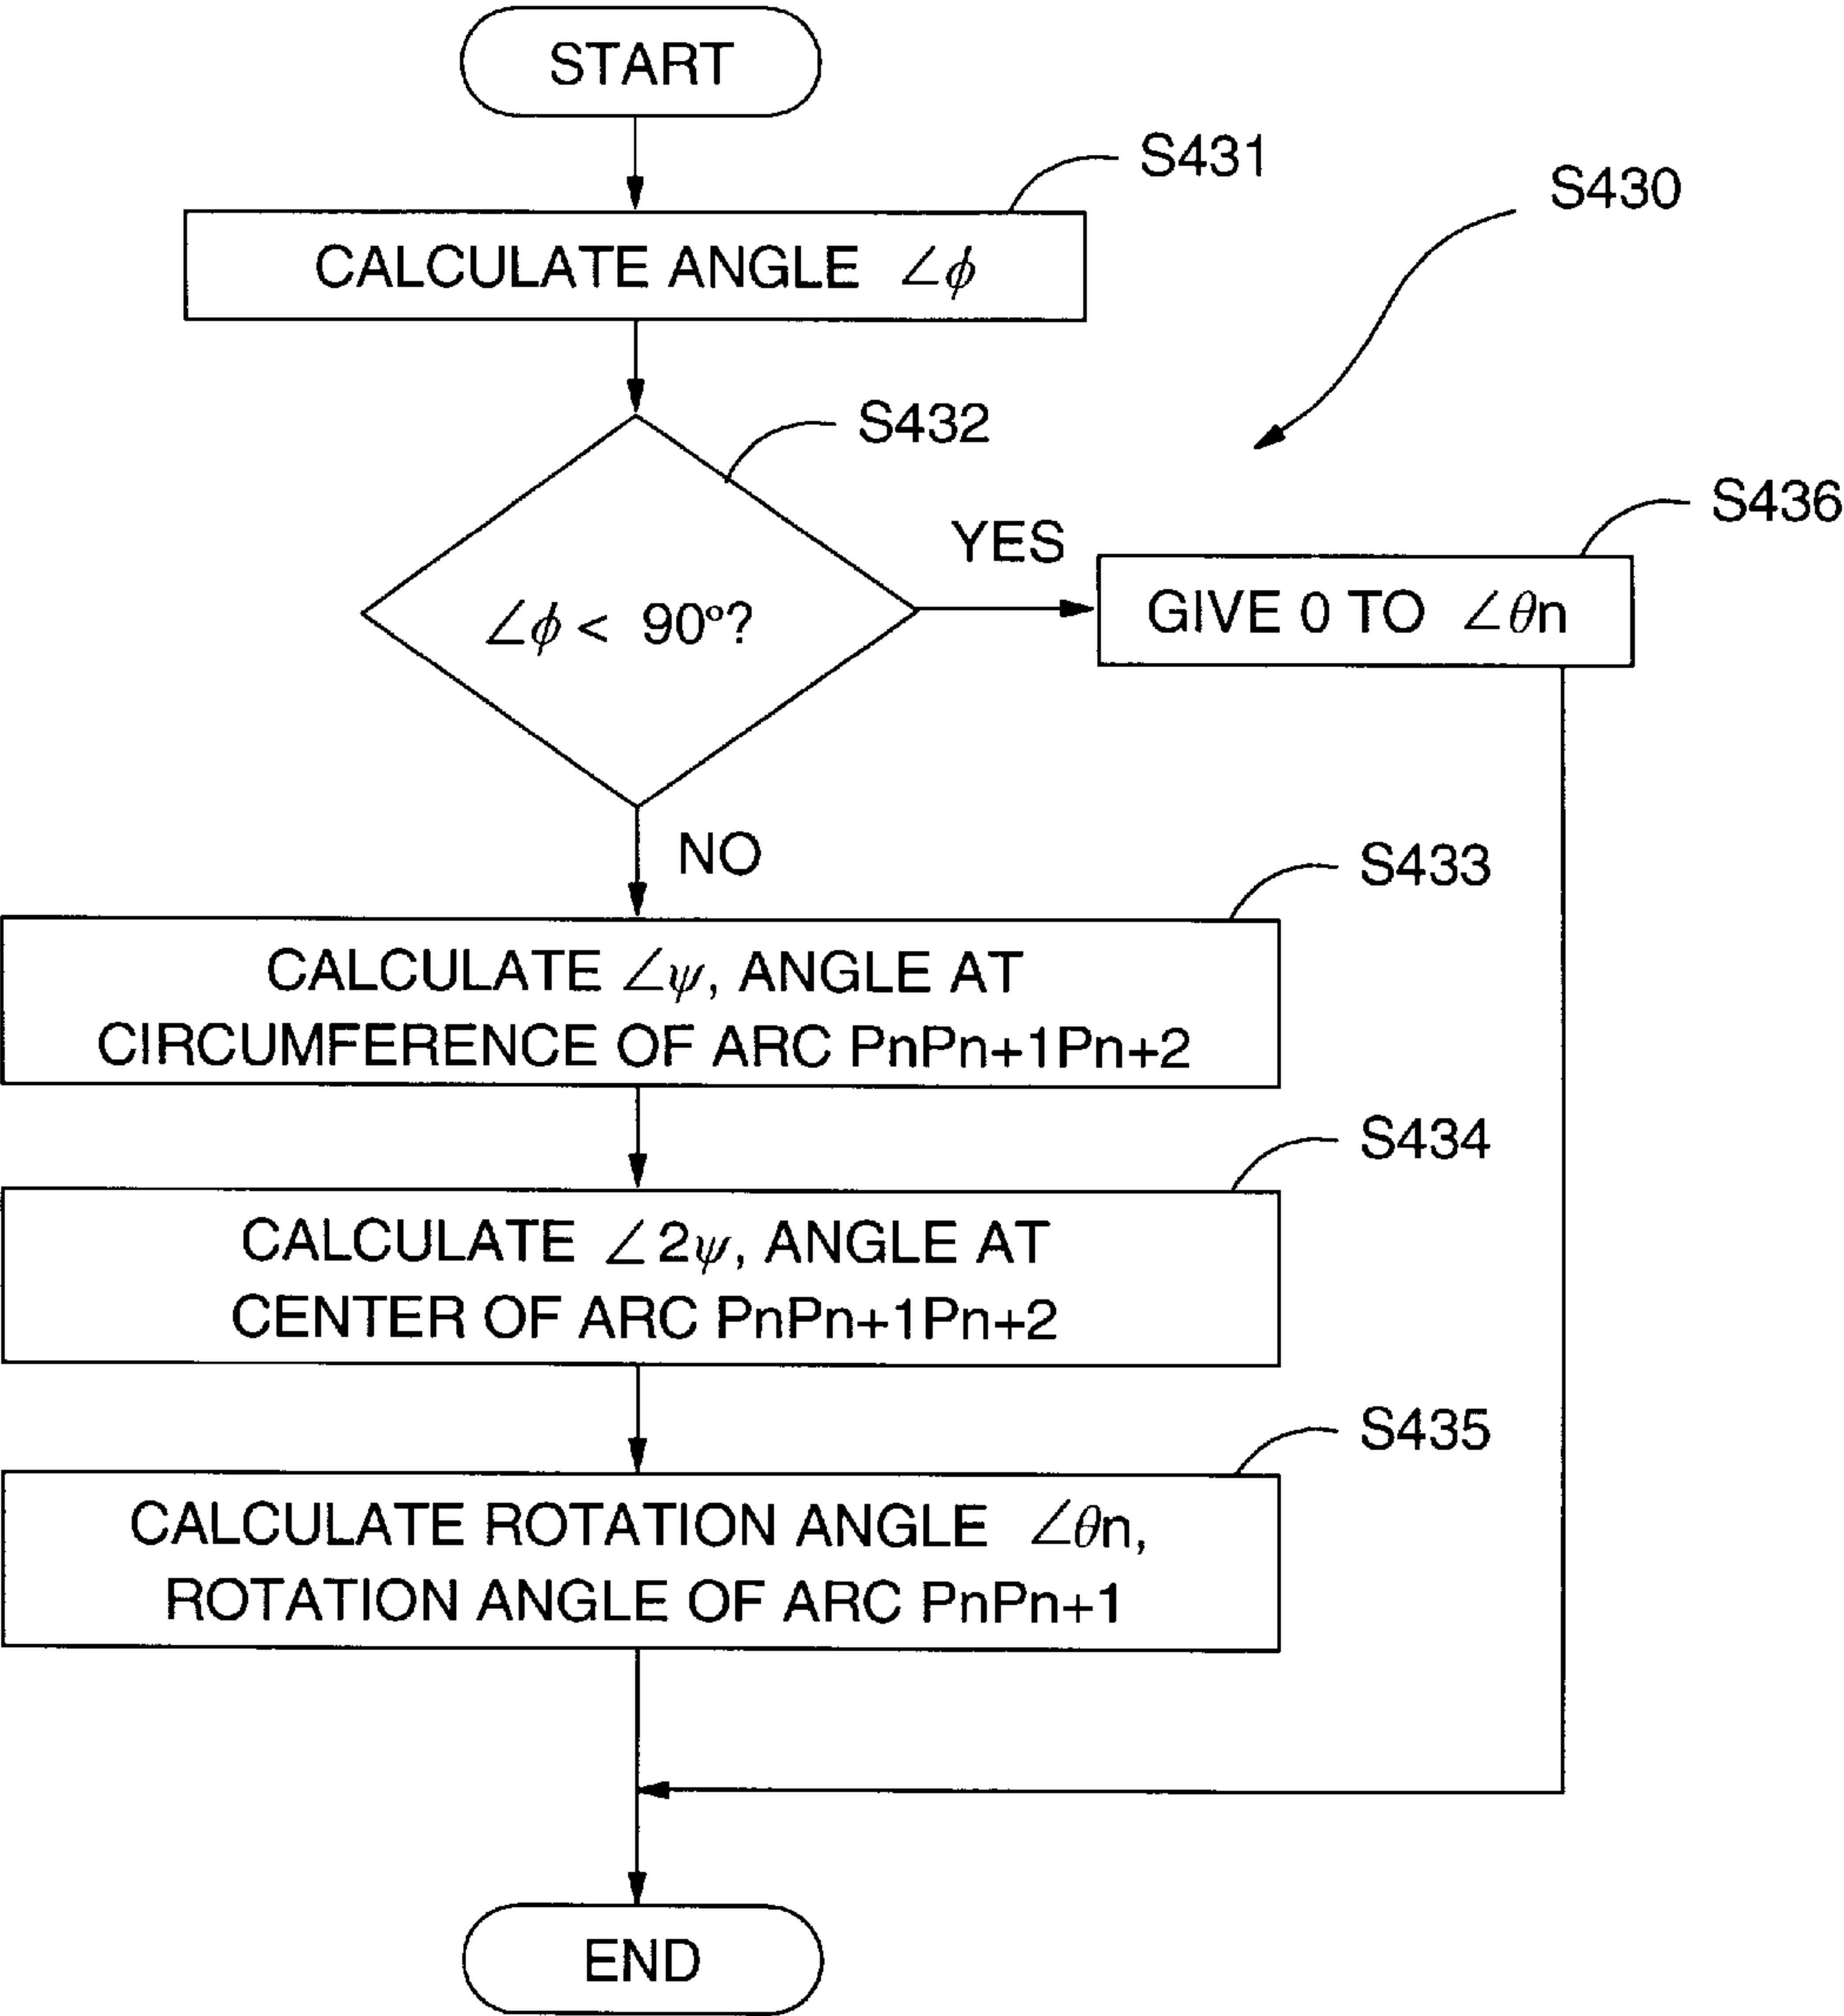 START
S431
S430
CALCULATE ANGLE ∠ϕ
S432
S436
YES
GIVE 0 TO ∠θn
∠ϕ < 90°?
NO
S433
CALCULATE ∠ψ, ANGLE AT
CIRCUMFERENCE OF ARC PnPn+1Pn+2
S434
CALCULATE ∠2ψ, ANGLE AT
CENTER OF ARC PnPn+1Pn+2
S435
CALCULATE ROTATION ANGLE ∠θn,
ROTATION ANGLE OF ARC PnPn+1
END